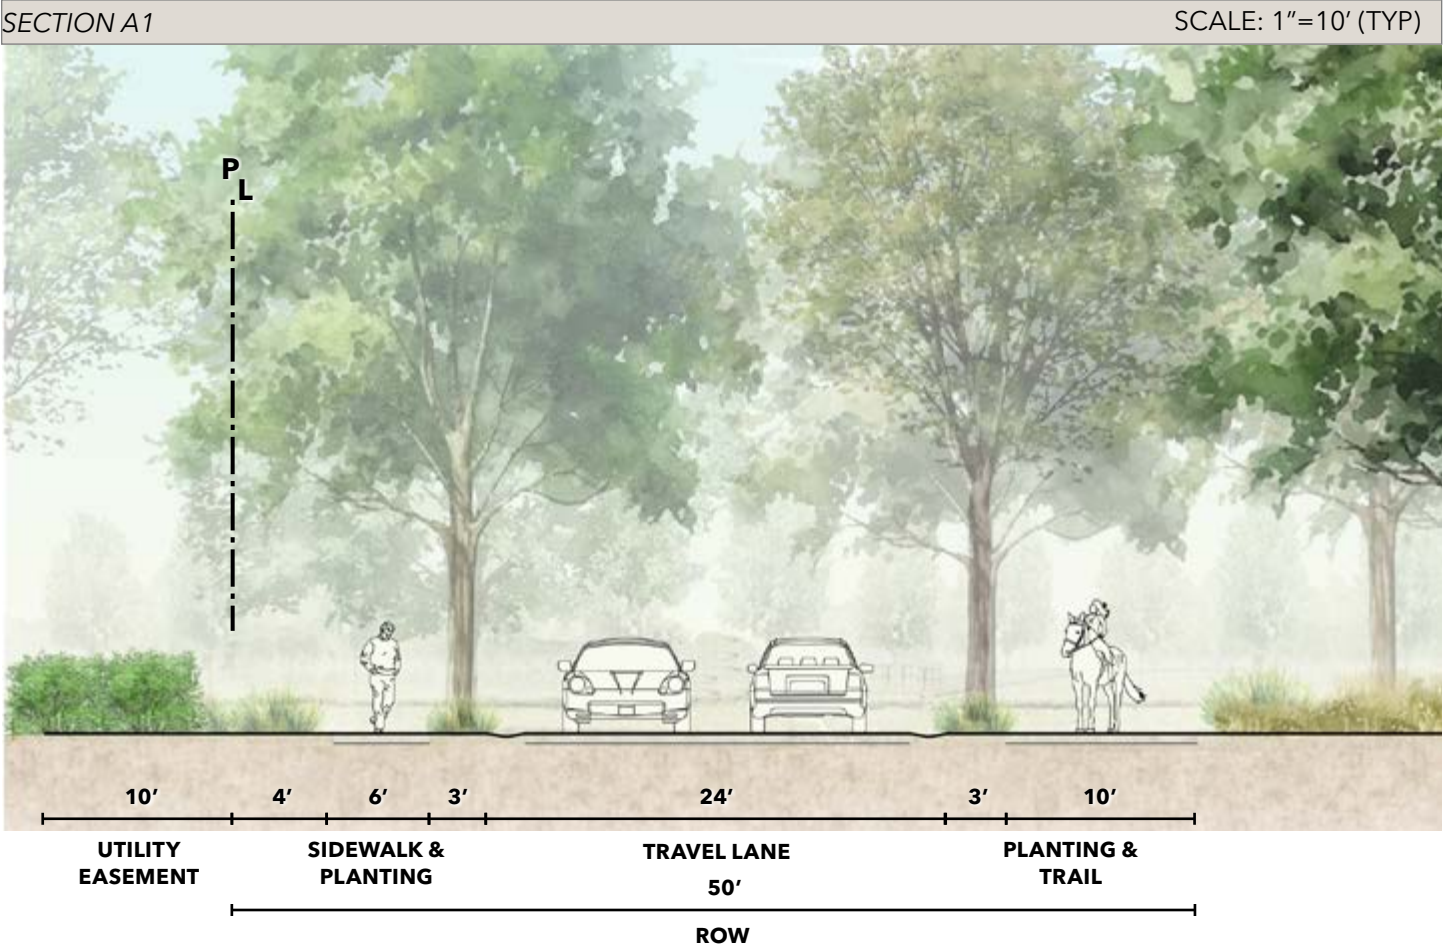 SECTION A1
SCALE: 1”=10’ (TYP)
P
L
10’ 4’ 6’ 3’ 24’ 3’ 10’
UTILITY EASEMENT
SIDEWALK & PLANTING
TRAVEL LANE
PLANTING & TRAIL
50’
ROW